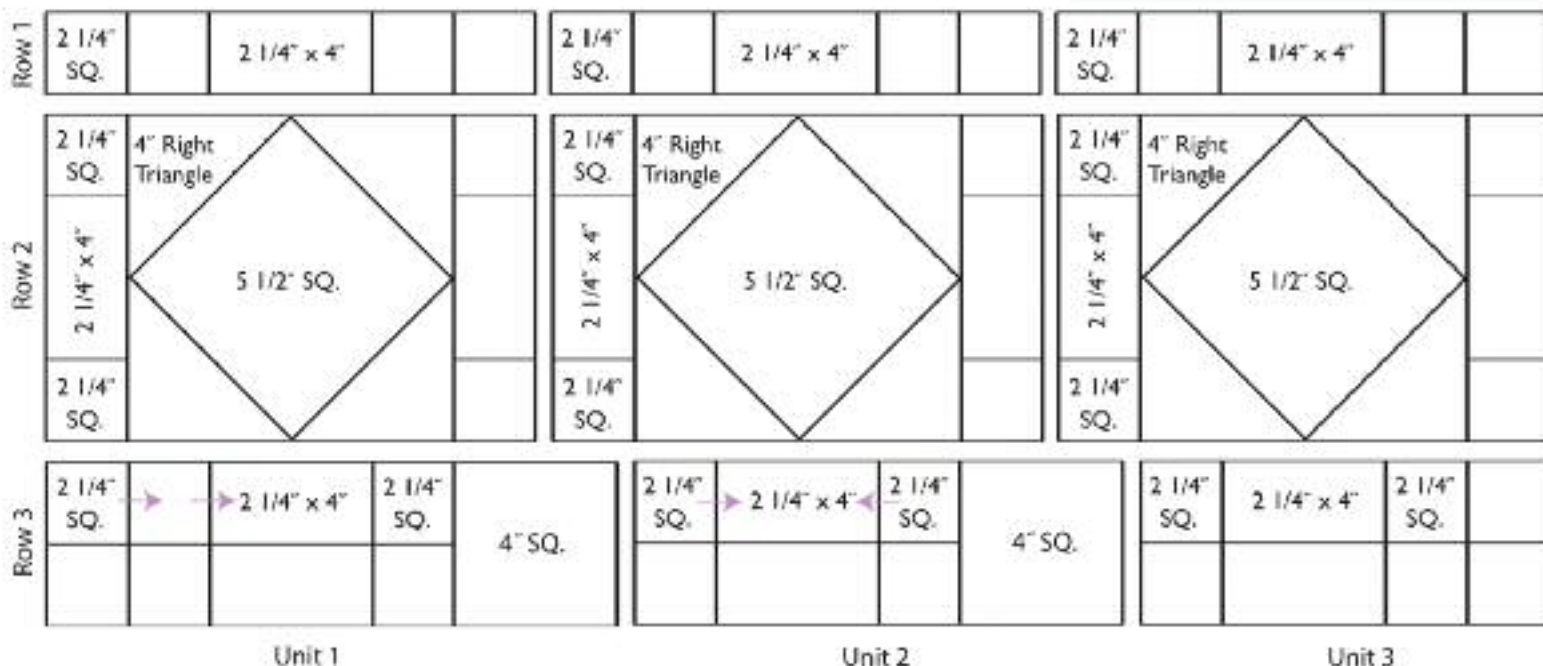 Row 1
2 1/4″
SQ.
2 1/4″ x 4″
2 1/4″
SQ.
2 1/4″ x 4″
2 1/4″
SQ.
2 1/4″ x 4″
Row 2
2 1/4″
SQ.
4″ Right
Triangle
2 1/4″ x 4″
5 1/2″ SQ.
2 1/4″
SQ.
2 1/4″
SQ.
4″ Right
Triangle
2 1/4″ x 4″
5 1/2″ SQ.
2 1/4″
SQ.
2 1/4″
SQ.
4″ Right
Triangle
2 1/4″ x 4″
5 1/2″ SQ.
2 1/4″
SQ.
Row 3
2 1/4″
SQ.
2 1/4″ x 4″
2 1/4″
SQ.
4″ SQ.
2 1/4″
SQ.
2 1/4″ x 4″
2 1/4″
SQ.
4″ SQ.
2 1/4″
SQ.
2 1/4″ x 4″
2 1/4″
SQ.
Unit 1
Unit 2
Unit 3